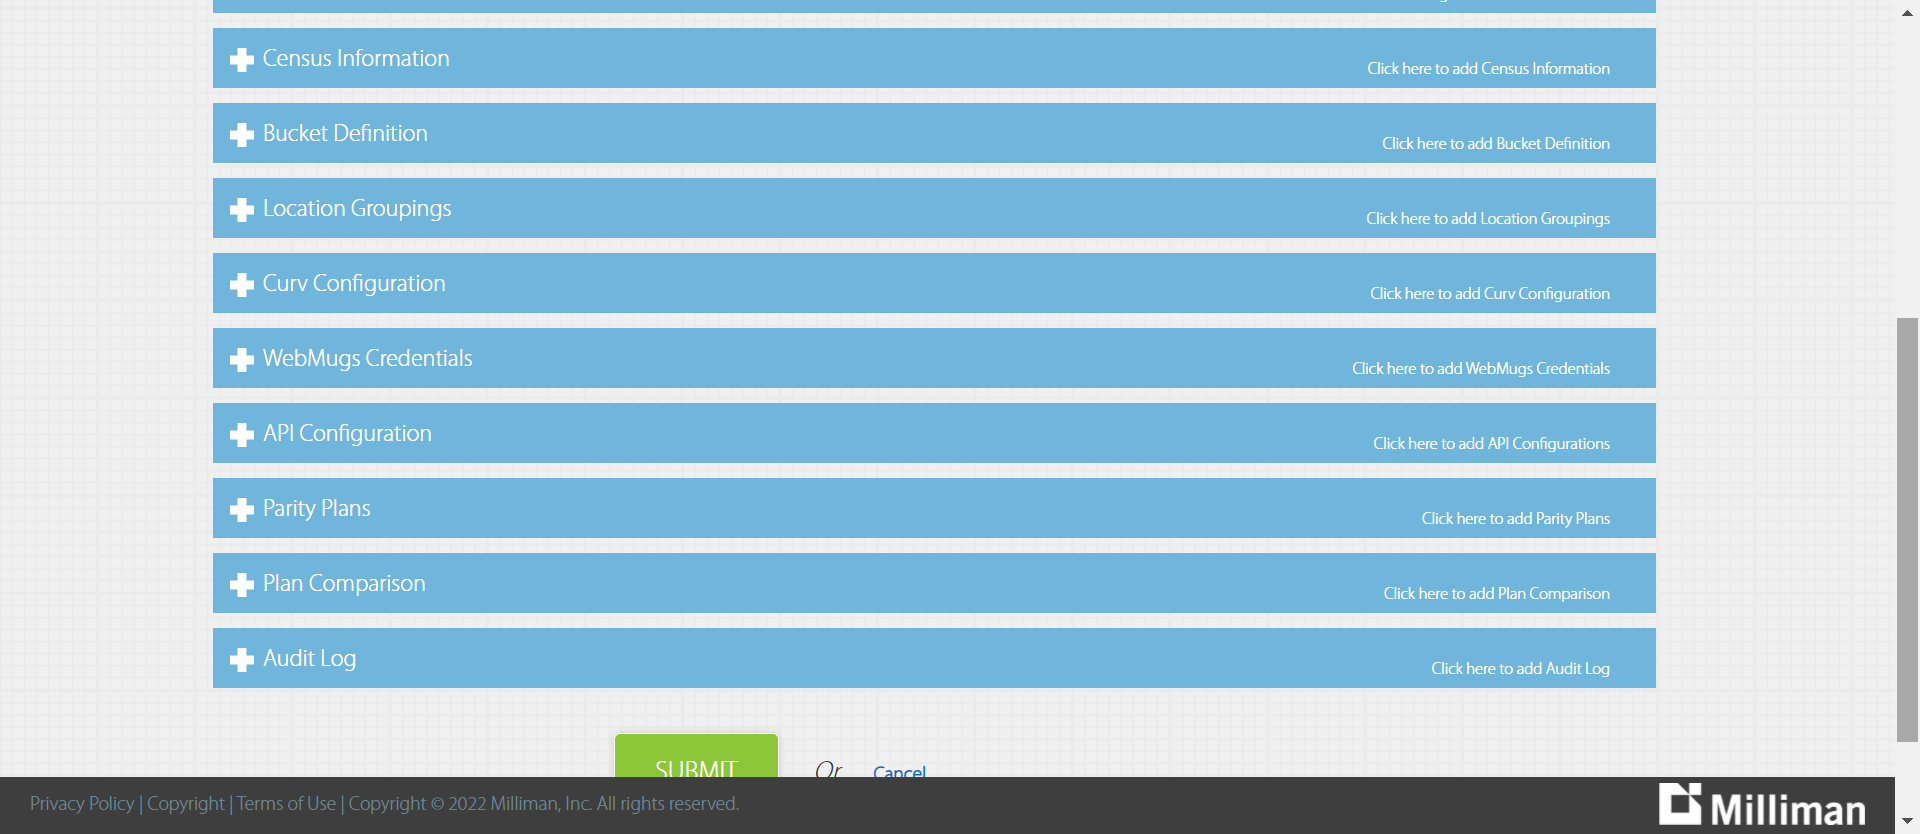 Census Information
Click here to add Census Information
Bucket Definition
Click here to add Bucket Definition
Location Groupings
Click here to add Location Groupings
Curv Configuration
Click here to add Curv Configuration
WebMugs Credentials
Click here to add WebMugs Credentials
API Configuration
Click here to add API Configurations
Parity Plans
Click here to add Parity Plans
Plan Comparison
Click here to add Plan Comparison
Audit Log
Click here to add Audit Log
SUBMIT Or Cancel
Privacy Policy | Copyright | Terms of Use | Copyright © 2022 Milliman, Inc. All rights reserved.
Milliman